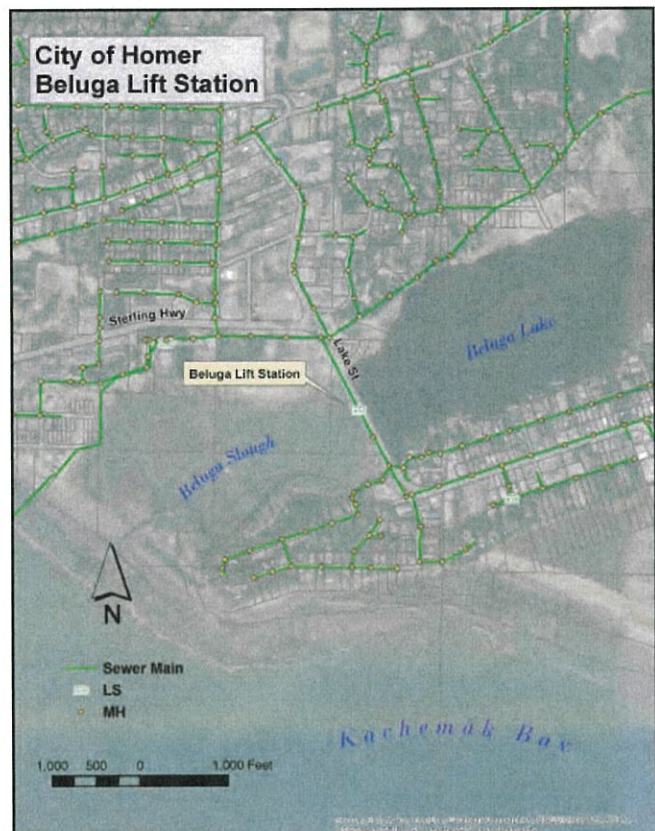 City of Homer
Beluga Lift Station
Sterling Hwy
Lake St
Beluga Lake
Beluga Lift Station
Beluga Slough
N
Sewer Main
LS
MH
1,000 500 0 1,000 Feet
Kachemak Bay